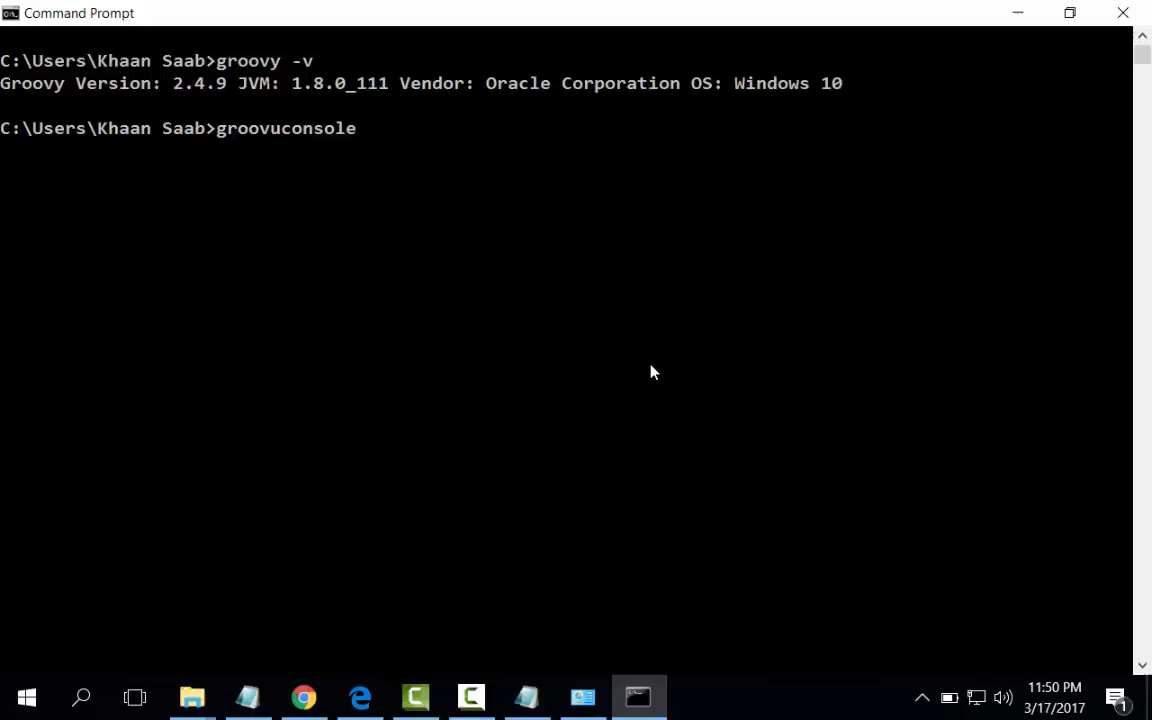 Command Prompt
C:\Users\Khaan Saab>groovy -v
Groovy Version: 2.4.9 JVM: 1.8.0_111 Vendor: Oracle Corporation OS: Windows 10
C:\Users\Khaan Saab>groovuconsole
11:50 PM
3/17/2017
1